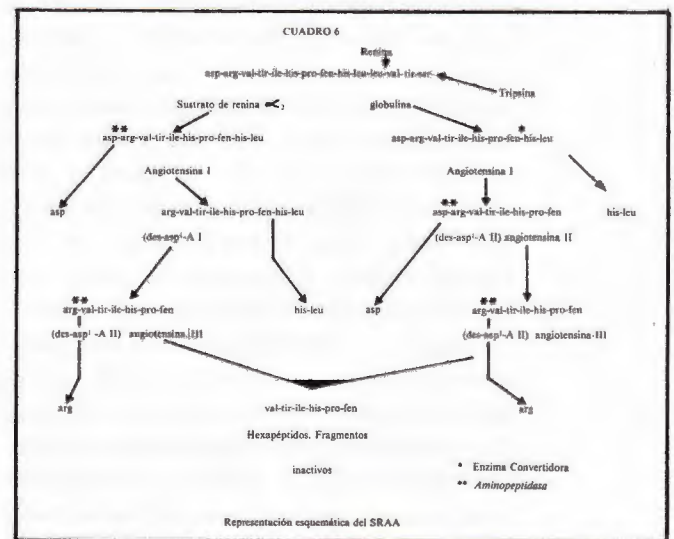 CUADRO 6
Renina
asp-arg-val-tir-ile-his-pro-fen-his-leu-leu-val-tir-ser
Tripsina
Sustrato de renina ∝2 globulina
** *
asp-arg-val-tir-ile-his-pro-fen-his-leu asp-arg-val-tir-ile-his-pro-fen-his-leu
Angiotensina I Angiotensina I
**
asp arg-val-tir-ile-his-pro-fen-his-leu asp-arg-val-tir-ile-his-pro-fen his-leu
(des-asp¹-A I) (des-asp¹-A II) angiotensina II
** **
arg-val-tir-ile-his-pro-fen his-leu asp arg-val-tir-ile-his-pro-fen
(des-asp¹ -A II) angiotensina III (des-asp¹-A II) angiotensina III
arg val-tir-ile-his-pro-fen arg
Hexapéptidos. Fragmentos
inactivos
* Enzima Convertidora
** Aminopeptidasa
Representación esquemática del SRAA